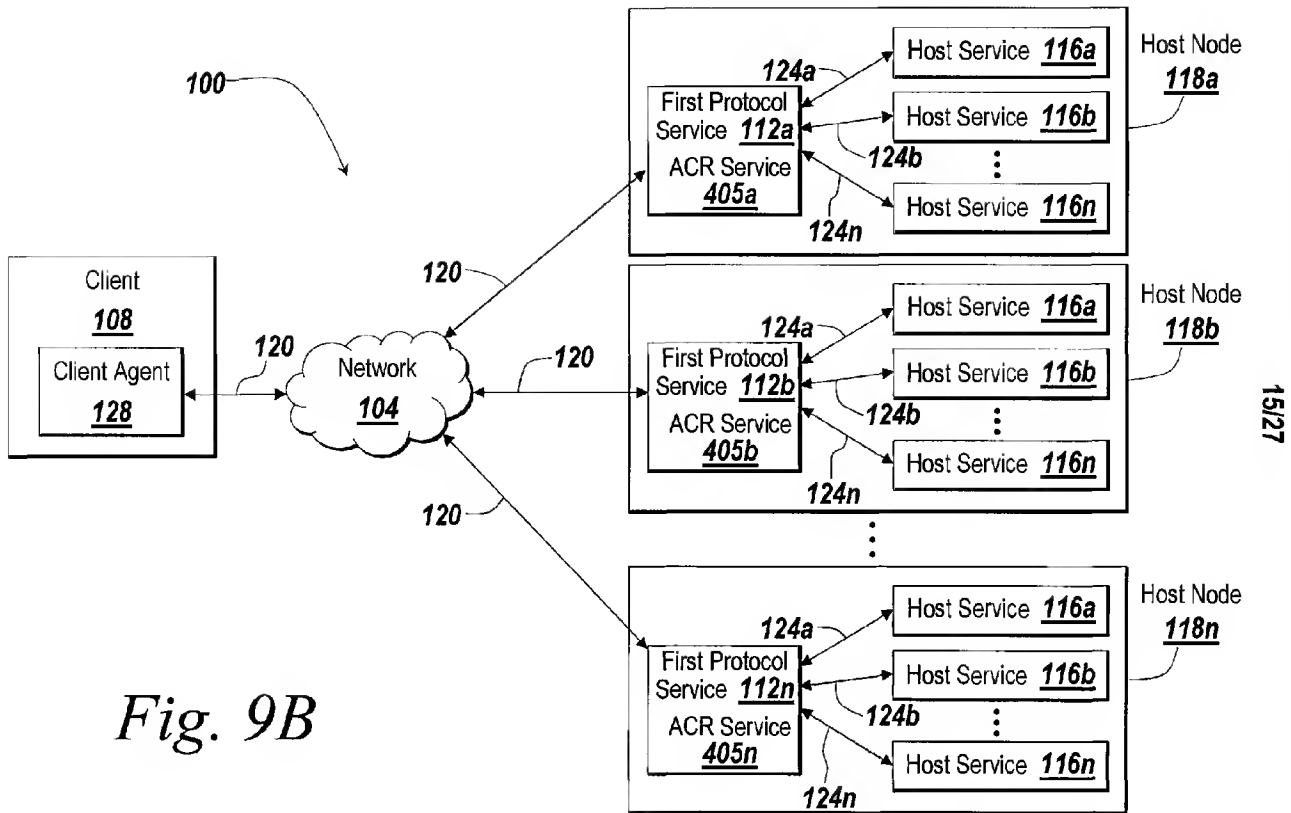 100
Client
108
Client Agent
128
120
Network
104
120
120
120
First Protocol
Service 112a
ACR Service
405a
124a
124b
124n
Host Service 116a
Host Service 116b
Host Service 116n
Host Node
118a
First Protocol
Service 112b
ACR Service
405b
124a
124b
124n
Host Service 116a
Host Service 116b
Host Service 116n
Host Node
118b
First Protocol
Service 112n
ACR Service
405n
124a
124b
124n
Host Service 116a
Host Service 116b
Host Service 116n
Host Node
118n
15/27
Fig. 9B